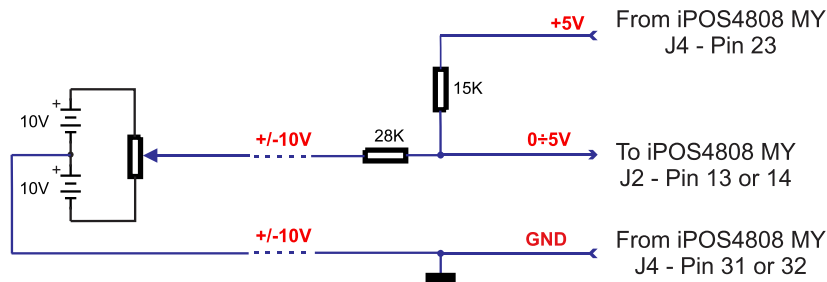 +5V
From iPOS4808 MY
J4 - Pin 23
15K
+
10V
+/-10V
28K
0÷5V
To iPOS4808 MY
J2 - Pin 13 or 14
+
10V
+/-10V
GND
From iPOS4808 MY
J4 - Pin 31 or 32